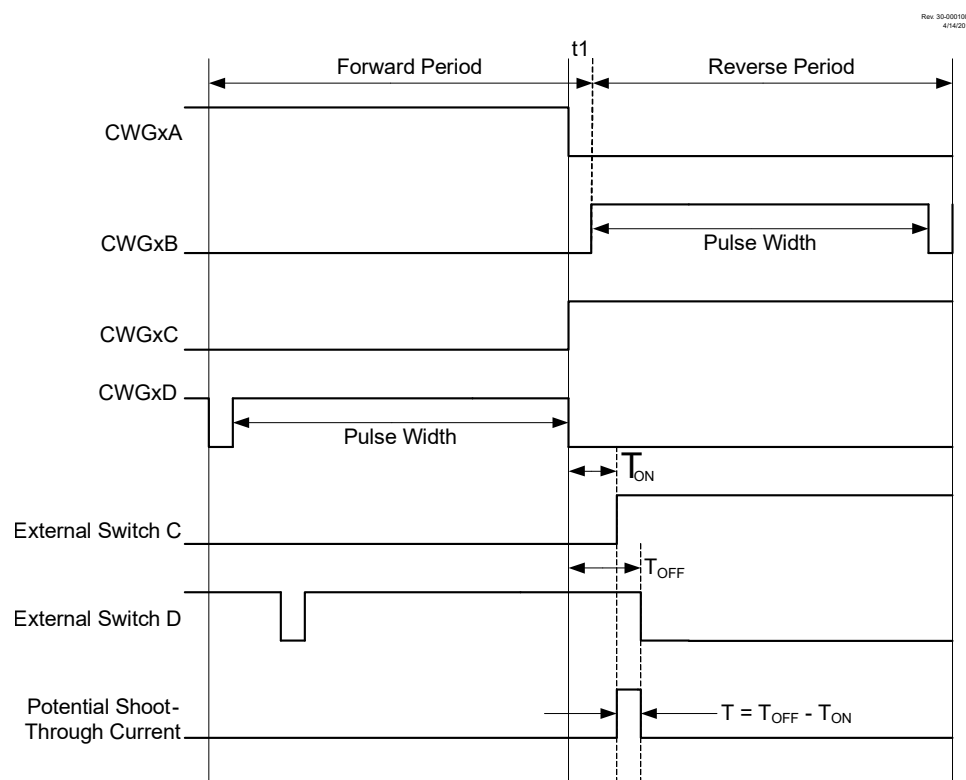 Rev. 30-00010
4/14/20
t1
Forward Period
Reverse Period
CWGxA
CWGxB
Pulse Width
CWGxC
CWGxD
Pulse Width
TON
External Switch C
TOFF
External Switch D
Potential Shoot-
Through Current
T = TOFF - TON